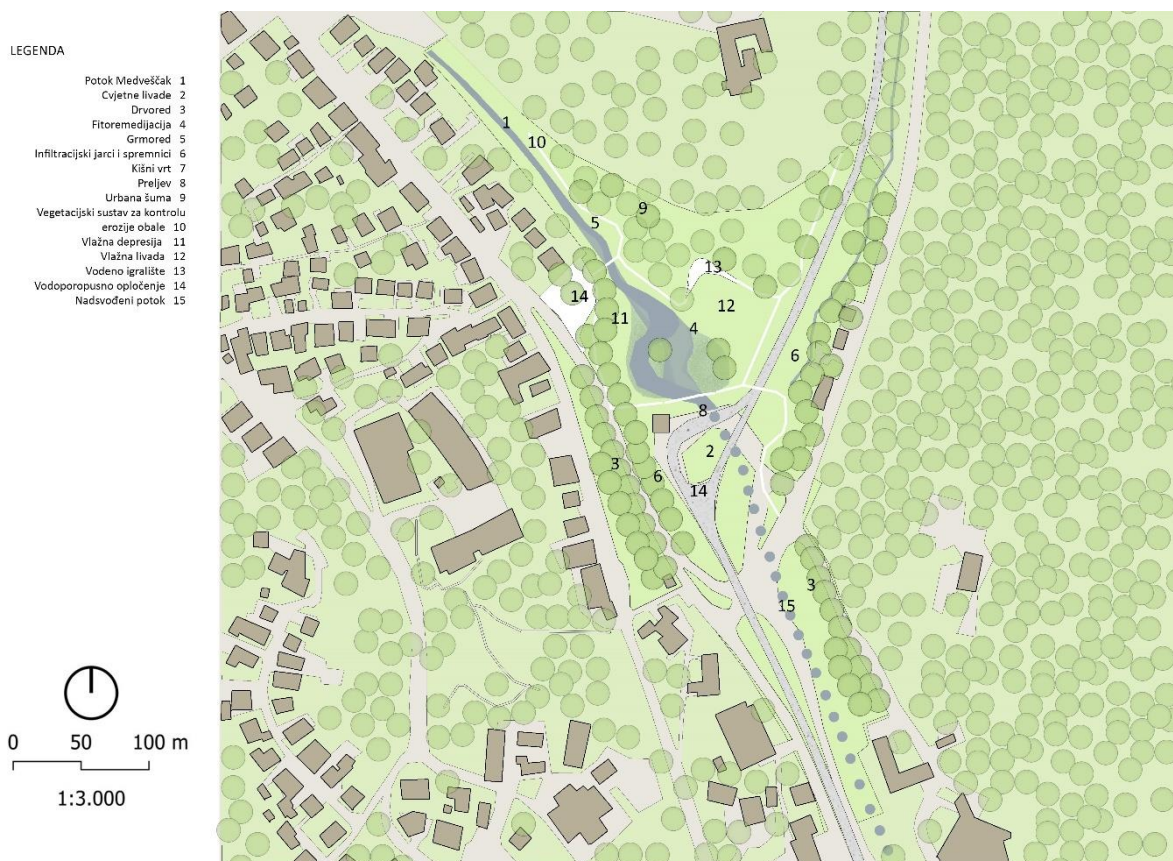 LEGENDA
Potok Medveščak 1
Cvjetne livade 2
Drvored 3
Fitoremedijacija 4
Grmored 5
Infiltracijski jarci i spremnici 6
Kišni vrt 7
Preljev 8
Urbana šuma 9
Vegetacijski sustav za kontrolu
erozije obale 10
Vlažna depresija 11
Vlažna livada 12
Vodeno igralište 13
Vodoporopusno opločenje 14
Nadsvođeni potok 15
0 50 100 m
1:3.000
1
10
5
9
13
14
11
12
4
6
8
2
3
6
14
3
15